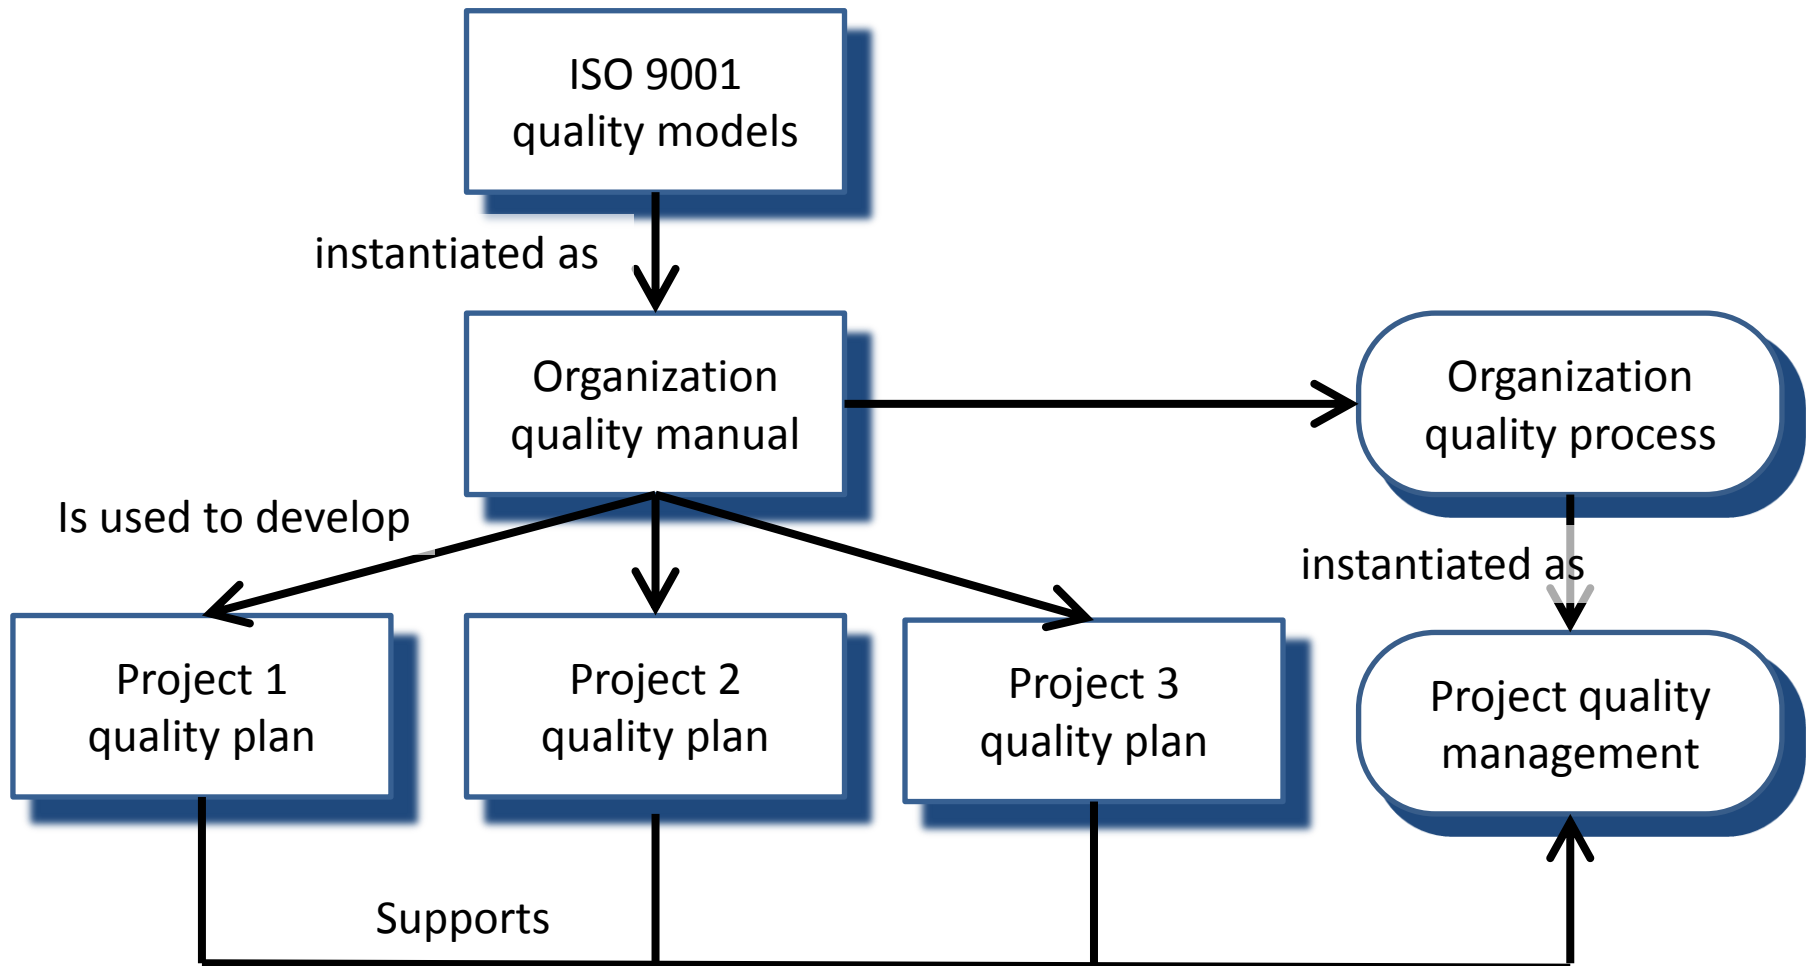 ISO 9001
quality models
instantiated as
Organization
quality manual
Organization
quality process
Is used to develop
instantiated as
Project 1
quality plan
Project 2
quality plan
Project 3
quality plan
Project quality
management
Supports